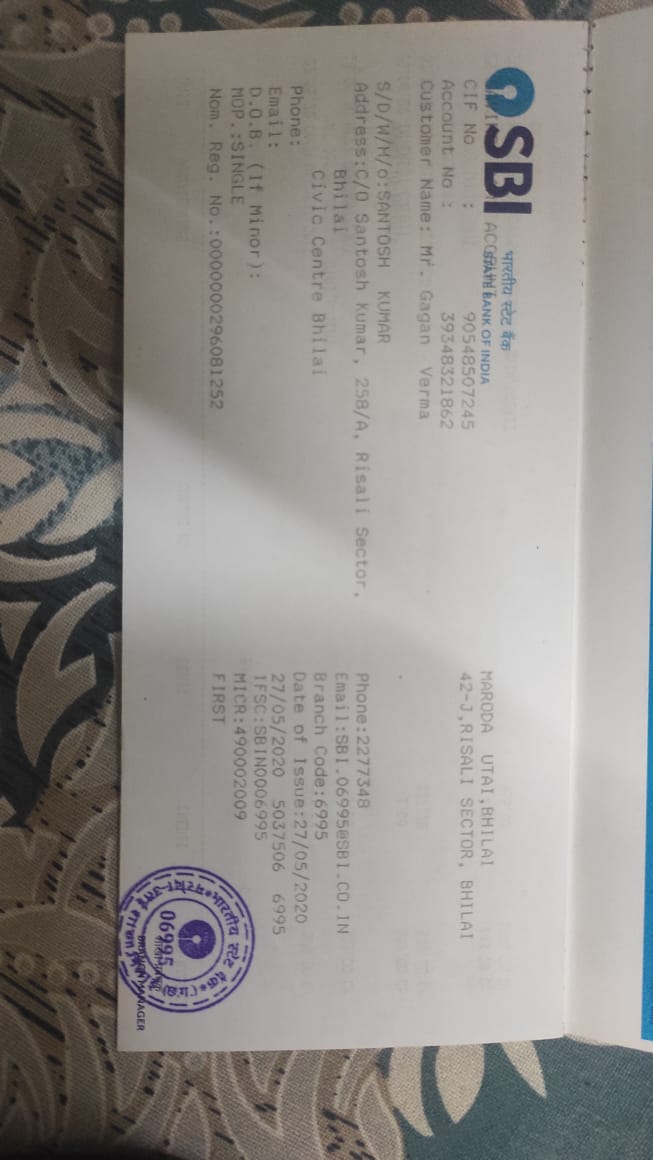 SBI
भारतीय स्टेट बैंक
STATE BANK OF INDIA
CIF No : 90548507245
Account No : 39348321862
Customer Name: Mr. Gagan Verma
S/D/W/H/o:SANTOSH KUMAR
Address:C/O Santosh Kumar, 258/A, Risali Sector,
Bhilai
Civic Centre Bhilai
Phone:
Email:
D.O.B. (If Minor):
MOP.:SINGLE
Nom. Reg. No.:0000000296081252
MARODA UTAI,BHILAI
42-J,RISALI SECTOR, BHILAI
Phone:2277348
Email:SBI.06995@SBI.CO.IN
Branch Code:6995
Date of Issue:27/05/2020
27/05/2020 5037506 6995
IFSC:SBIN0006995
MICR:490002009
FIRST
भारतीय स्टेट बैंक
06995
MANAGER